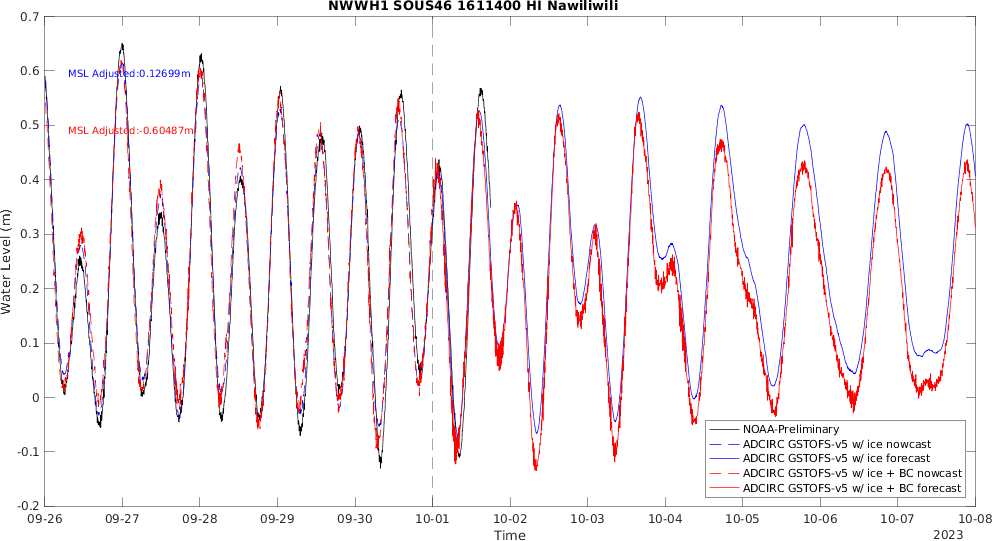 NWWH1 SOUS46 1611400 HI Nawiliwili
0.7
0.6
0.5
0.4
0.3
0.2
0.1
0
-0.1
-0.2
Water Level (m)
MSL Adjusted:0.12699m
MSL Adjusted:-0.60487m
NOAA-Preliminary
ADCIRC GSTOFS-v5 w/ ice nowcast
ADCIRC GSTOFS-v5 w/ ice forecast
ADCIRC GSTOFS-v5 w/ ice + BC nowcast
ADCIRC GSTOFS-v5 w/ ice + BC forecast
09-26 09-27 09-28 09-29 09-30 10-01 10-02 10-03 10-04 10-05 10-06 10-07 10-08
Time
2023